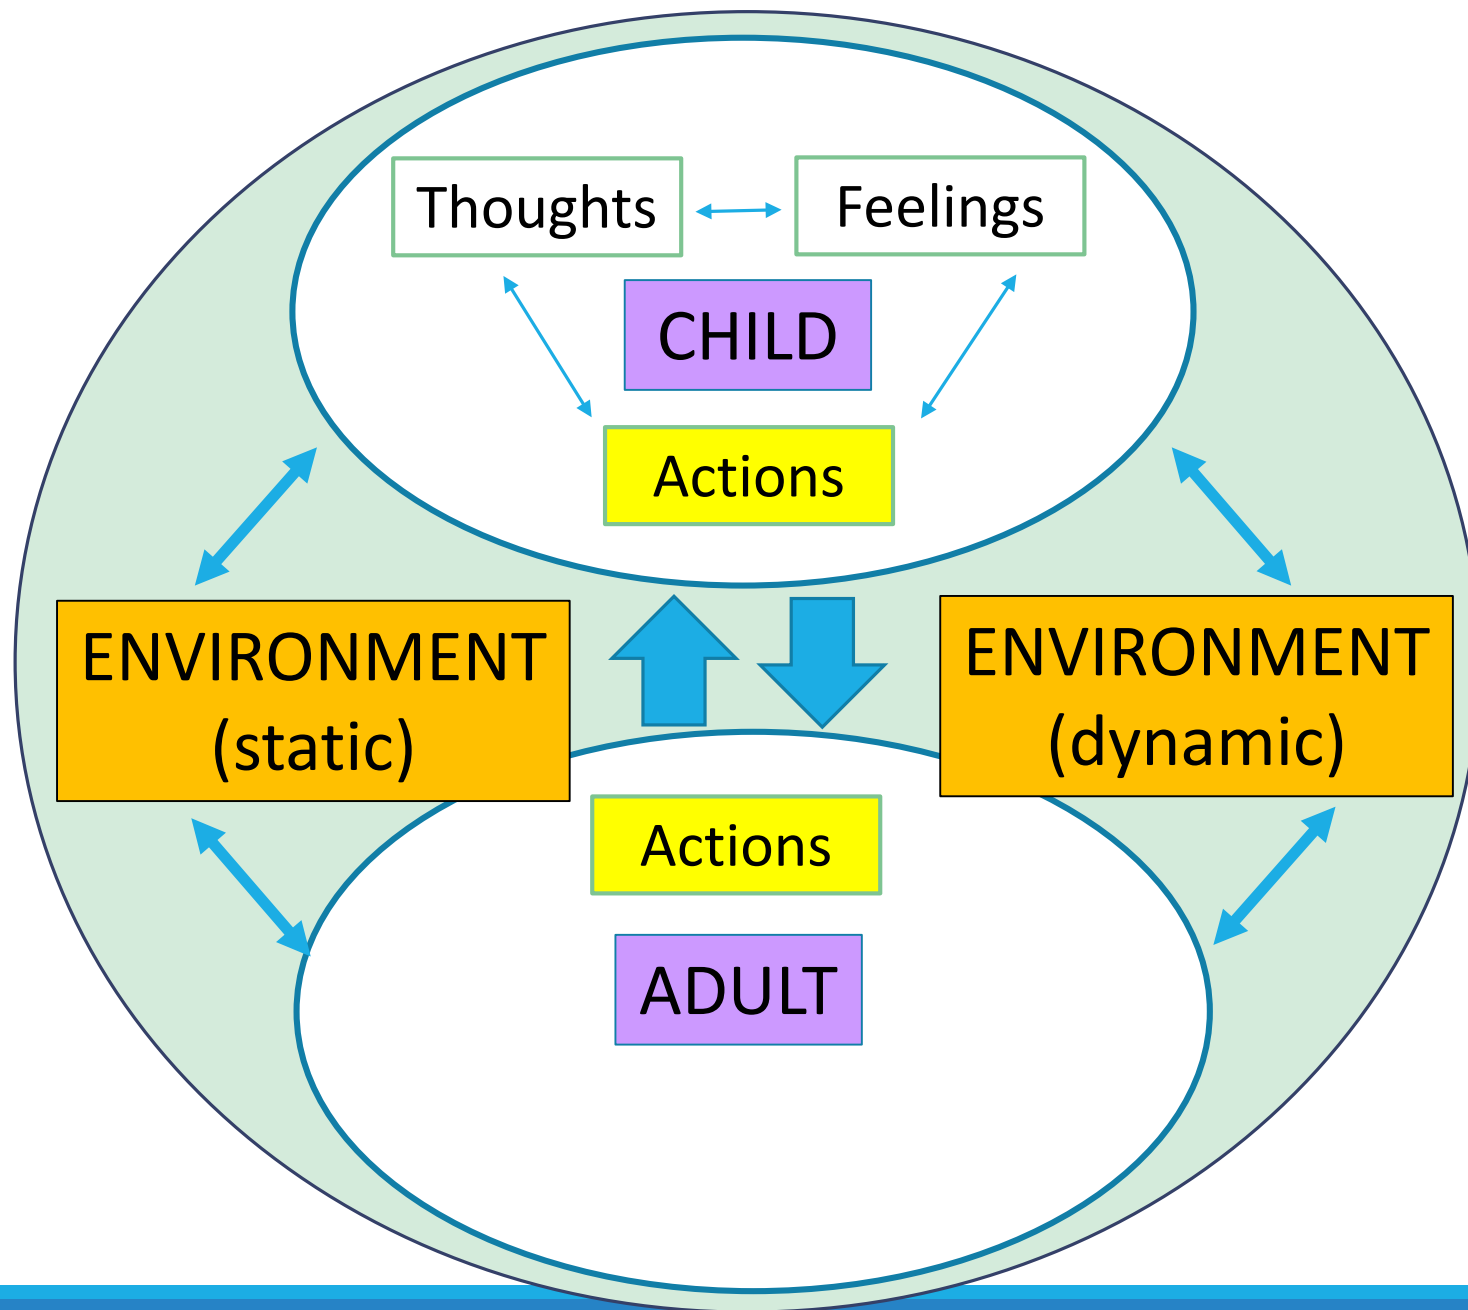 Thoughts
Feelings
CHILD
Actions
ENVIRONMENT
(static)
ENVIRONMENT
(dynamic)
Actions
ADULT